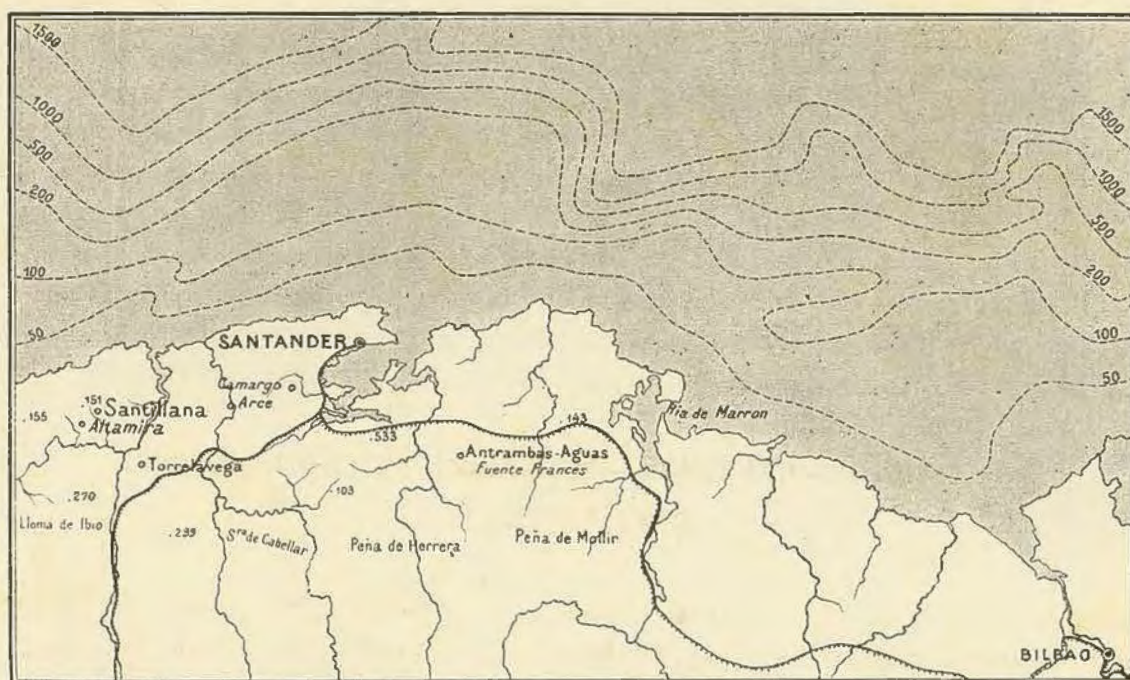 1500
1000
500
200
100
50
1500
1000
500
200
100
50
SANTANDER
Camargo
Arce
.151
Santillana
.155
Altamira
Torrelavega
.533
.143
Ria de Marron
Antrambas-Aguas
Fuente Frances
.270
.103
Lloma de Ibio
.299
Sra de Cabellar
Peña de Herrera
Peña de Mollir
BILBAO